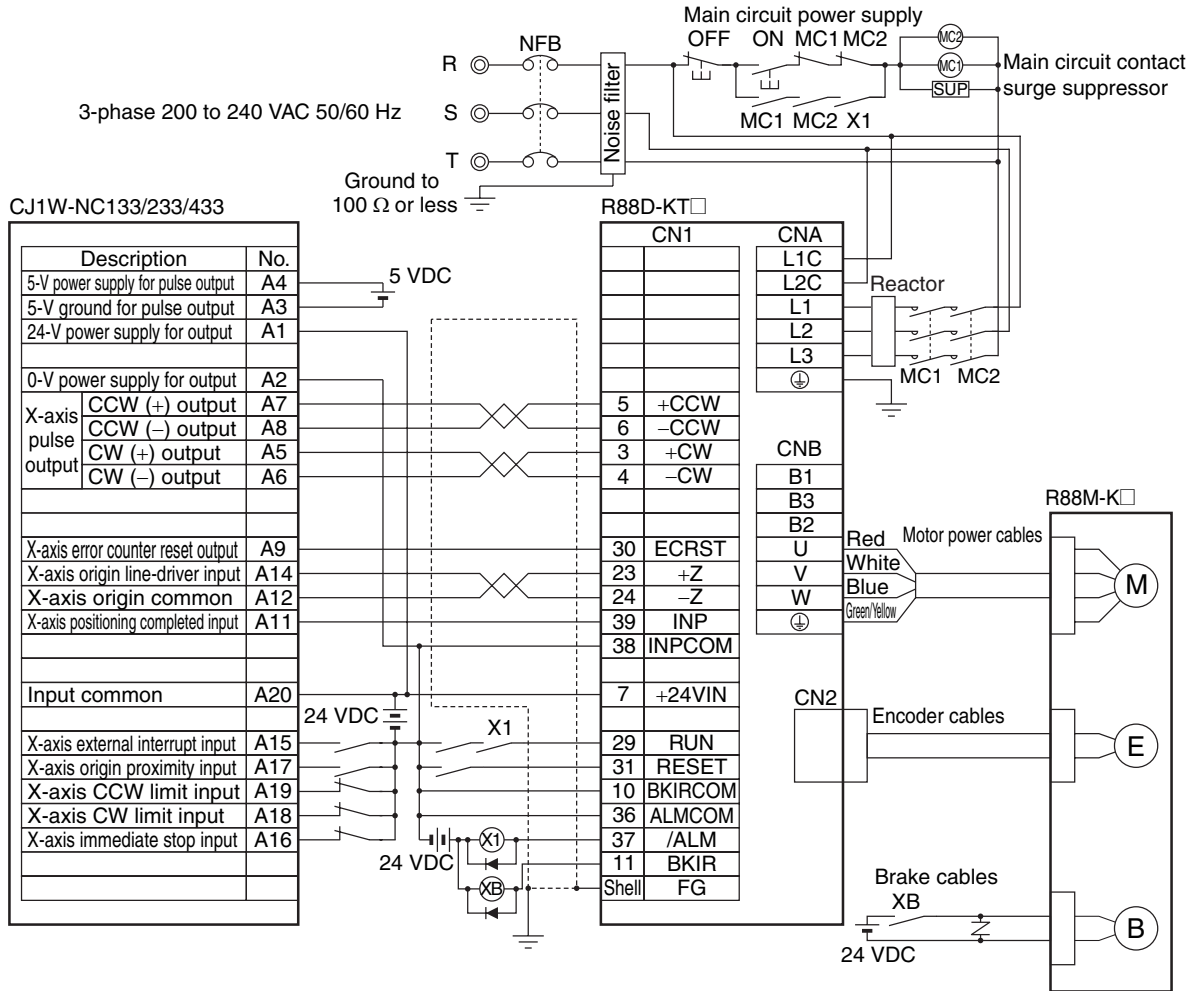 Main circuit power supply
OFF ON MC1 MC2
MC2
NFB
R
MC1
Main circuit contact
surge suppressor
SUP
Noise filter
3-phase 200 to 240 VAC 50/60 Hz
S
MC1 MC2 X1
T
Ground to
100 Ω or less
CJ1W-NC133/233/433
R88D-KT□
CN1
CNA
Description No.
L1C
5-V power supply for pulse output A4
5 VDC
L2C
Reactor
5-V ground for pulse output A3
L1
24-V power supply for output A1
L2
L3
MC1 MC2
0-V power supply for output A2
X-axis pulse output
CCW (+) output A7
5 +CCW
CCW (−) output A8
6 −CCW
CW (+) output A5
3 +CW
CNB
CW (−) output A6
4 −CW
B1
B3
B2
R88M-K□
X-axis error counter reset output A9
30 ECRST
U
Red
Motor power cables
X-axis origin line-driver input A14
23 +Z
V
White
X-axis origin common A12
24 −Z
W
Blue
M
X-axis positioning completed input A11
39 INP
Green/Yellow
38 INPCOM
Input common A20
7 +24VIN
CN2
24 VDC
X1
Encoder cables
X-axis external interrupt input A15
29 RUN
E
X-axis origin proximity input A17
31 RESET
X-axis CCW limit input A19
10 BKIRCOM
X-axis CW limit input A18
36 ALMCOM
X-axis immediate stop input A16
X1
37 /ALM
24 VDC
11 BKIR
XB
Shell FG
Brake cables
XB
B
24 VDC